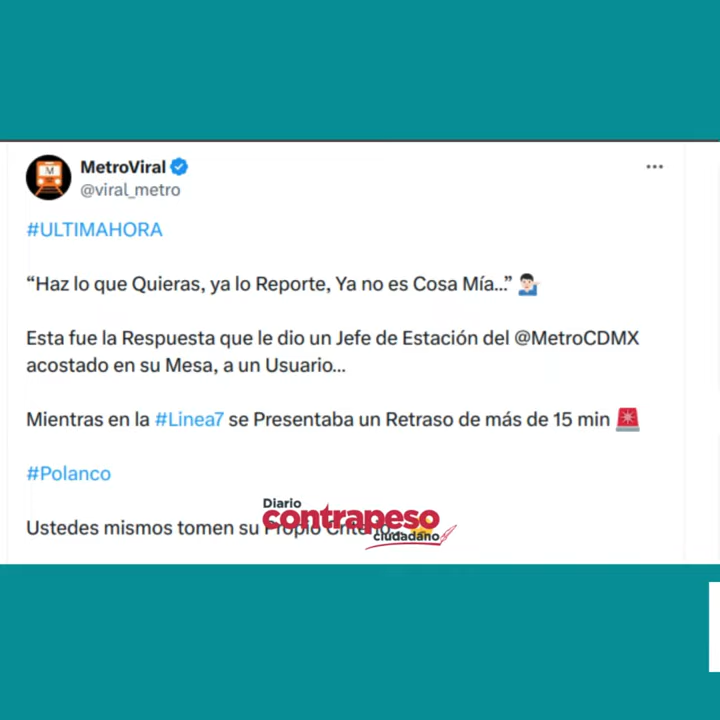 MetroViral
@viral_metro
#ULTIMAHORA
“Haz lo que Quieras, ya lo Reporte, Ya no es Cosa Mía...” 💁🏻‍♂️
Esta fue la Respuesta que le dio un Jefe de Estación del @MetroCDMX
acostado en su Mesa, a un Usuario...
Mientras en la #Linea7 se Presentaba un Retraso de más de 15 min 🚨
#Polanco
Ustedes mismos tomen su Propio Criterio...
Diario
contrapeso
ciudadano